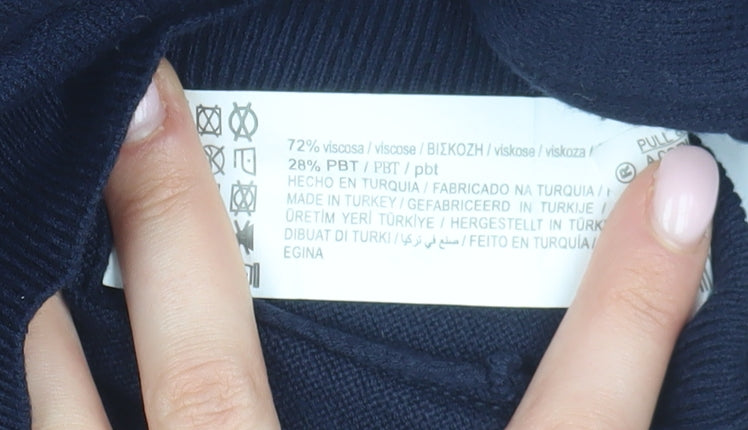 72% viscosa / viscose / ΒΙΣΚΟΖΗ / viskose / viskoza /
28% PBT / PBT / pbt
HECHO EN TURQUIA / FABRICADO NA TURQUIA /
MADE IN TURKEY / GEFABRICEERD IN TURKIJE /
ÜRETİM YERİ TÜRKİYE / HERGESTELLT IN TÜRK
DIBUAT DI TURKI / صنع في تركيا / FEITO EN TURQUÍA /
EGINA
PULL
®